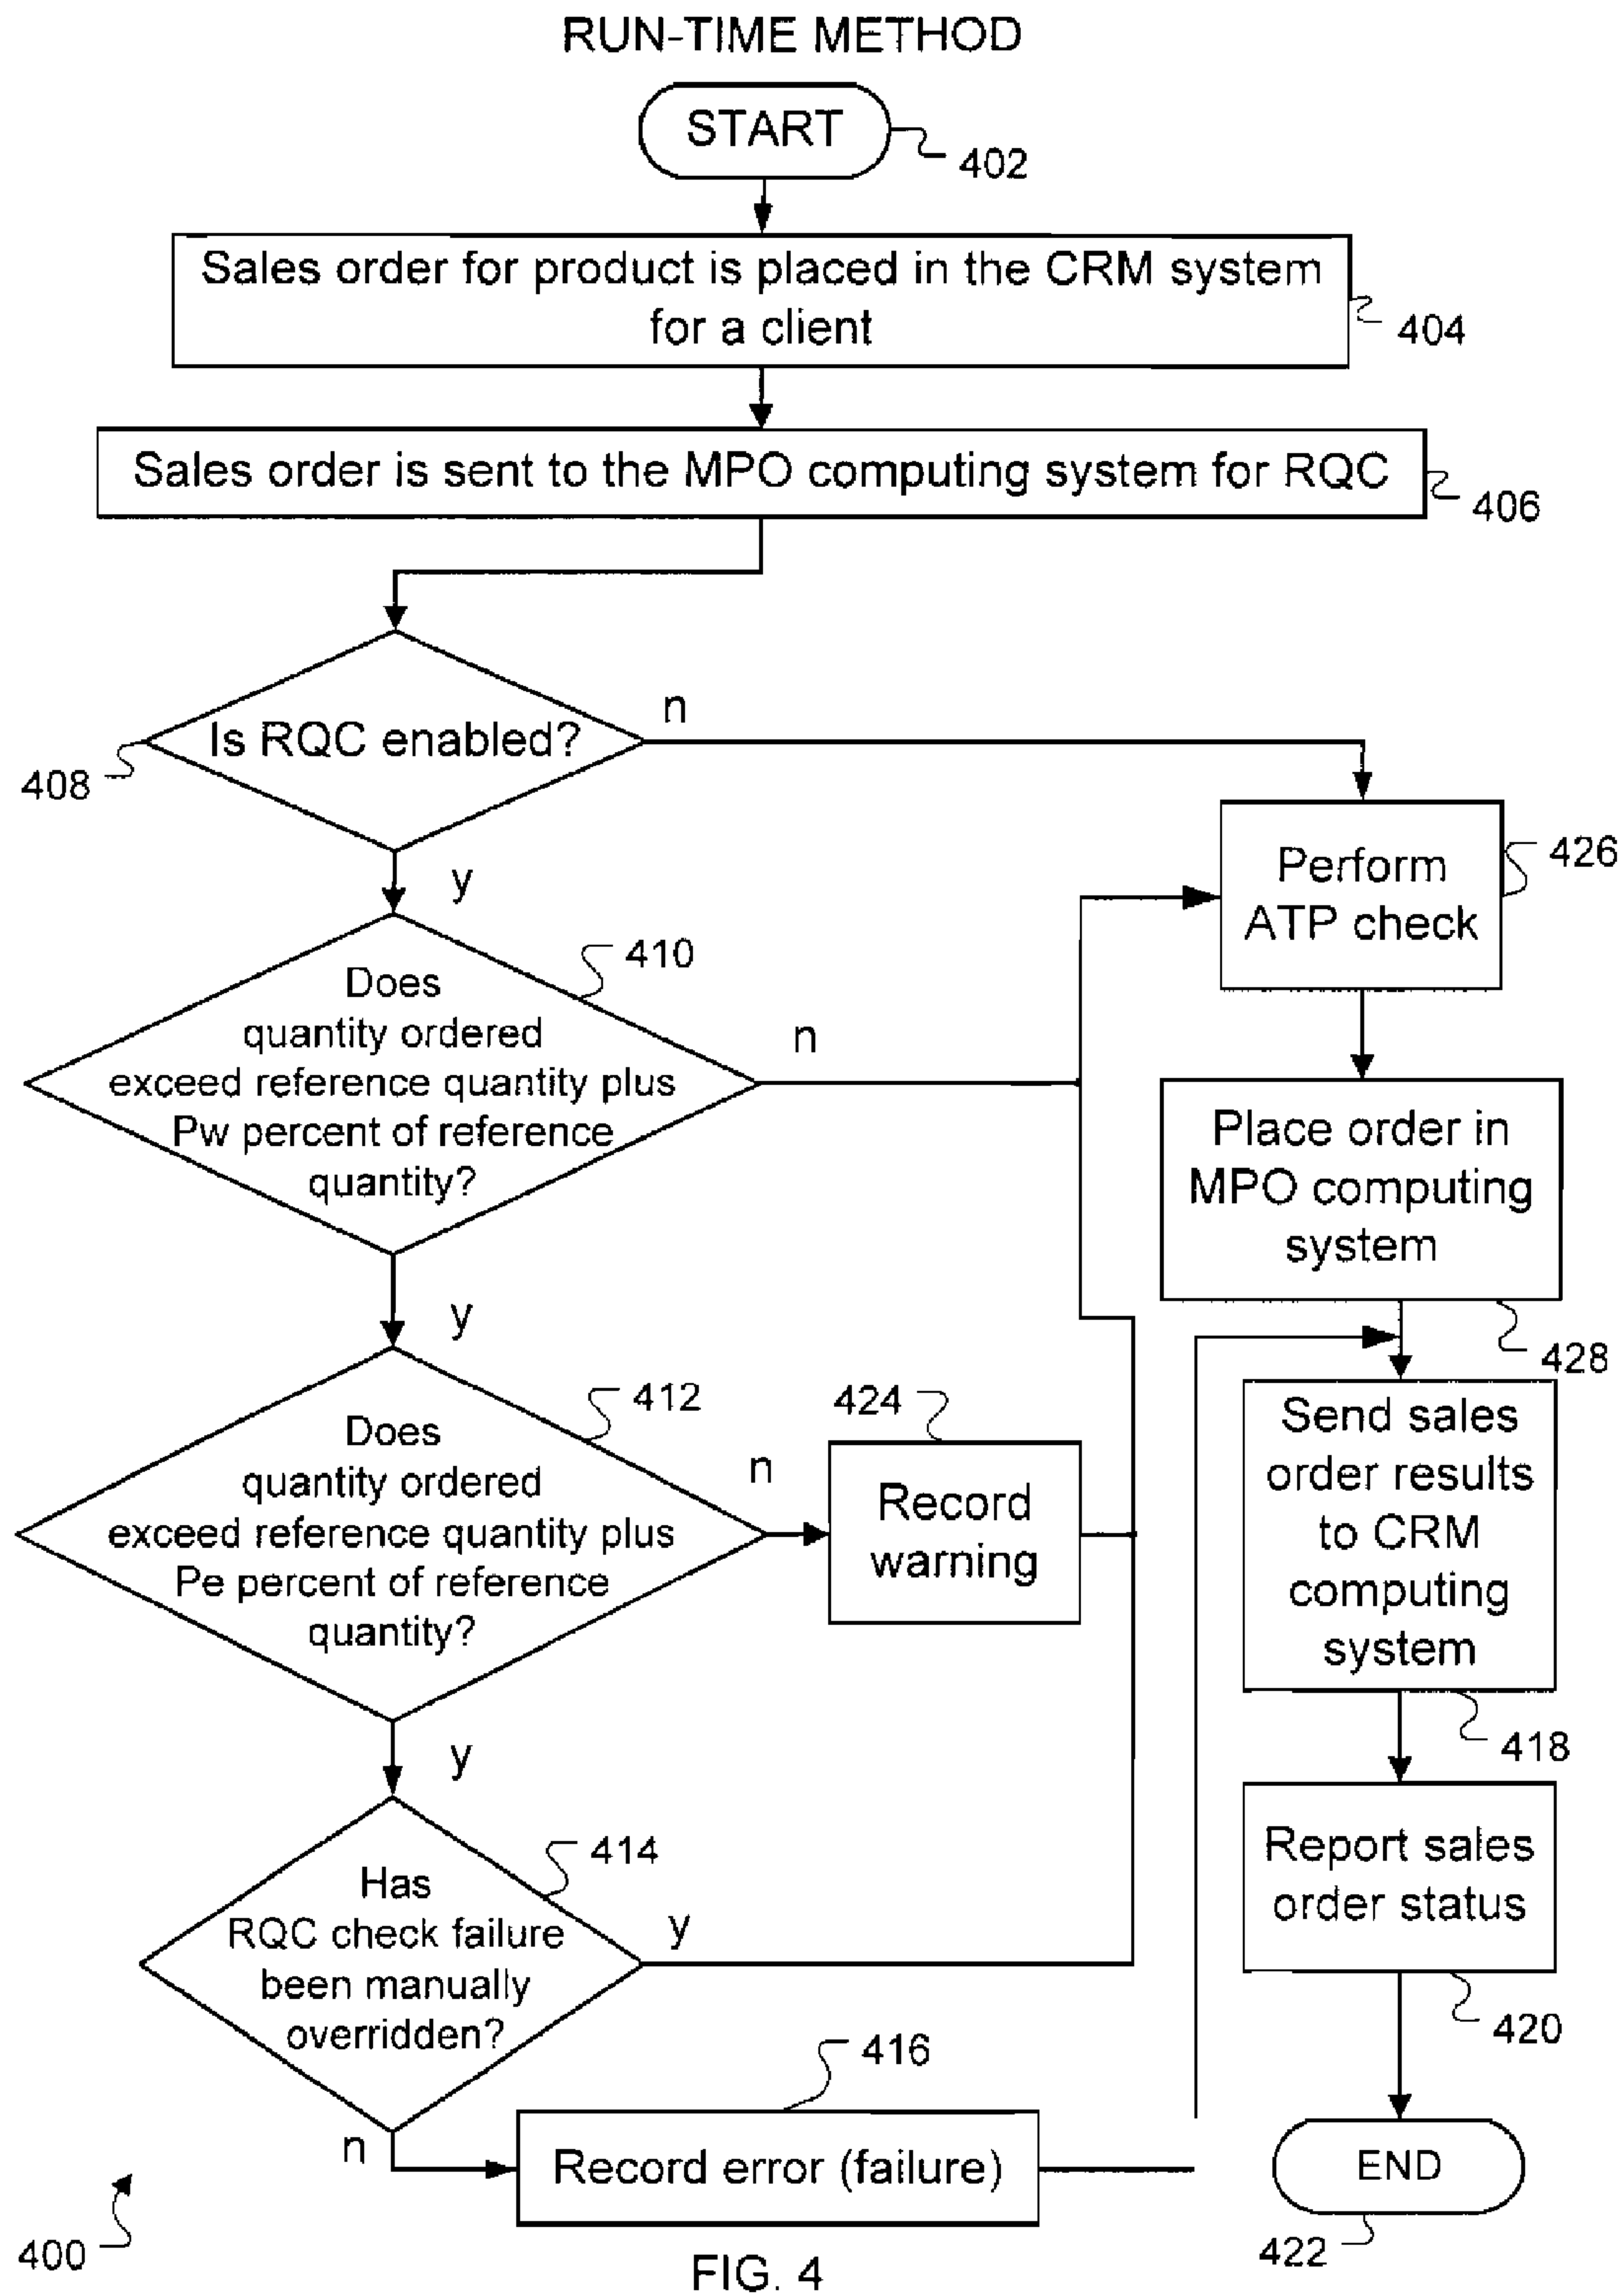 RUN-TIME METHOD
START
402
Sales order for product is placed in the CRM system
for a client
404
Sales order is sent to the MPO computing system for RQC
406
Is RQC enabled?
n
408
y
Perform
ATP check
426
Does
quantity ordered
exceed reference quantity plus
Pw percent of reference
quantity?
410
n
Place order in
MPO computing
system
428
y
Does
quantity ordered
exceed reference quantity plus
Pe percent of reference
quantity?
412
n
424
Record
warning
Send sales
order results
to CRM
computing
system
418
y
Has
RQC check failure
been manually
overridden?
414
y
Report sales
order status
420
n
416
Record error (failure)
END
422
400
FIG. 4